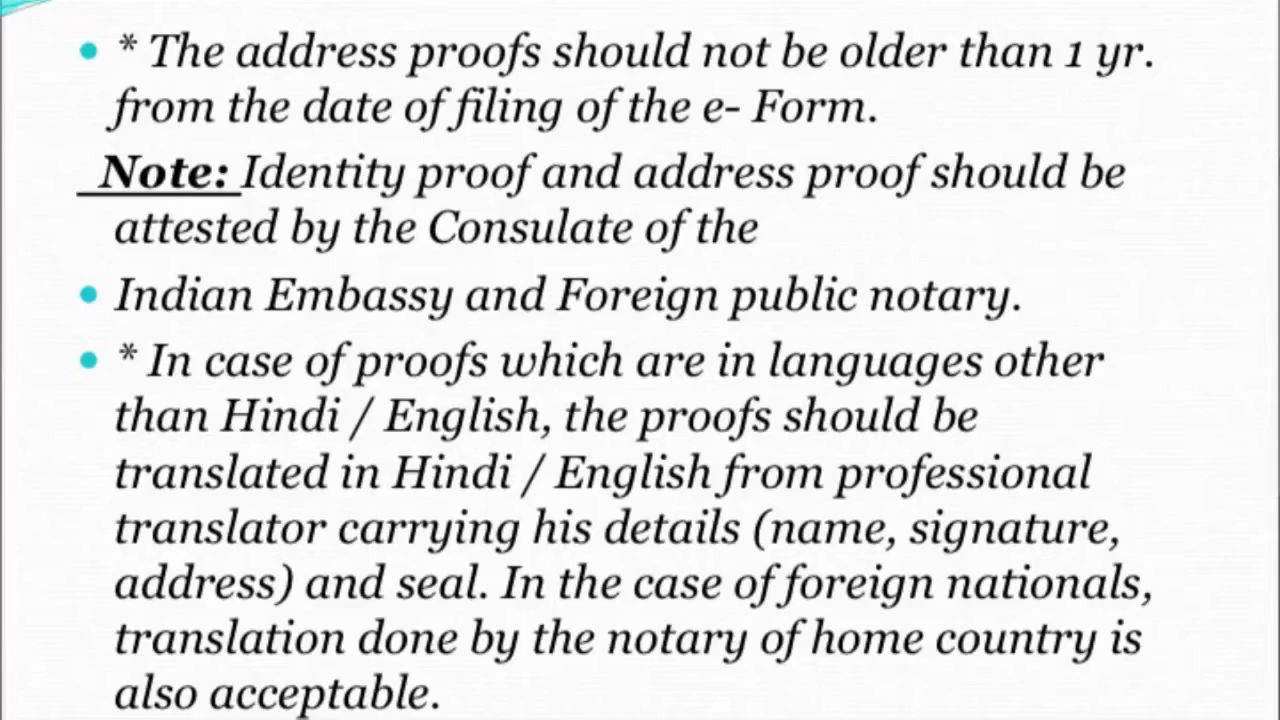 * The address proofs should not be older than 1 yr.
from the date of filing of the e- Form.
Note: Identity proof and address proof should be
attested by the Consulate of the
Indian Embassy and Foreign public notary.
* In case of proofs which are in languages other
than Hindi / English, the proofs should be
translated in Hindi / English from professional
translator carrying his details (name, signature,
address) and seal. In the case of foreign nationals,
translation done by the notary of home country is
also acceptable.